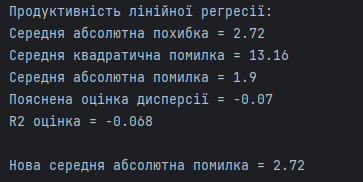 Продуктивність лінійної регресії:
Середня абсолютна похибка = 2.72
Середня квадратична помилка = 13.16
Середня абсолютна помилка = 1.9
Пояснена оцінка дисперсії = -0.07
R2 оцінка = -0.068
Нова середня абсолютна помилка = 2.72